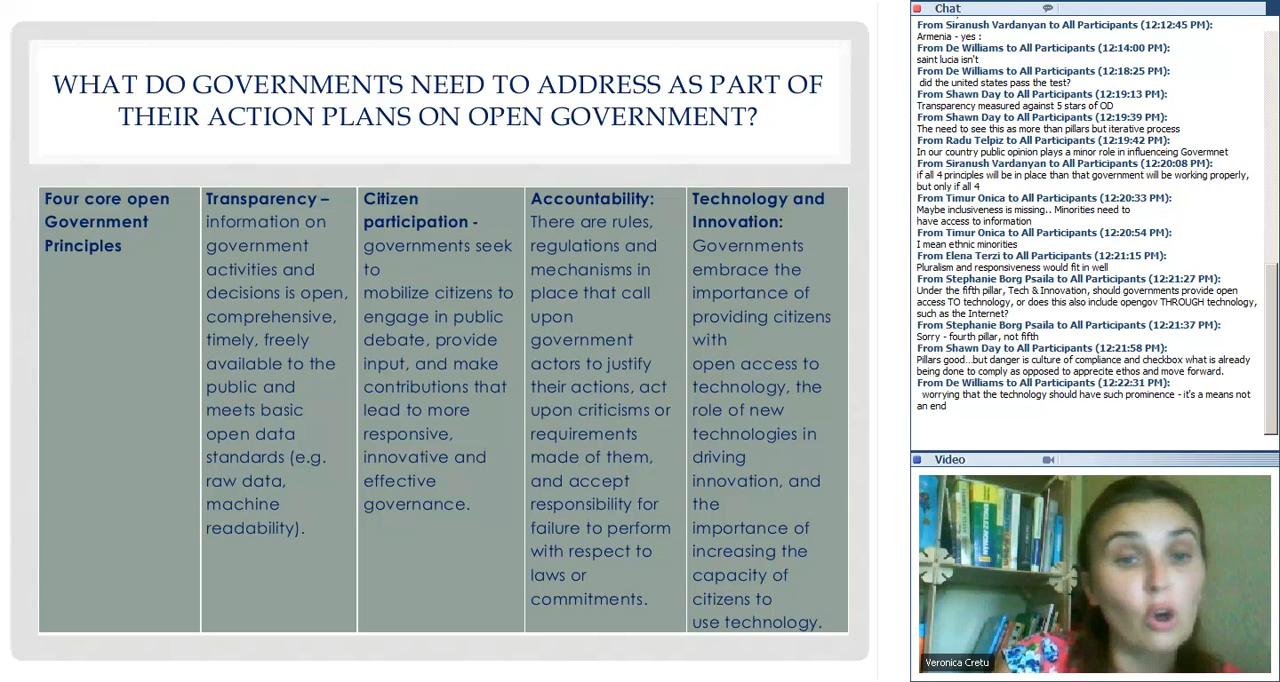 WHAT DO GOVERNMENTS NEED TO ADDRESS AS PART OF
THEIR ACTION PLANS ON OPEN GOVERNMENT?
Four core open
Government
Principles
Transparency –
information on
government
activities and
decisions is open,
comprehensive,
timely, freely
available to the
public and
meets basic
open data
standards (e.g.
raw data,
machine
readability).
Citizen
participation -
governments seek
to
mobilize citizens to
engage in public
debate, provide
input, and make
contributions that
lead to more
responsive,
innovative and
effective
governance.
Accountability:
There are rules,
regulations and
mechanisms in
place that call
upon
government
actors to justify
their actions, act
upon criticisms or
requirements
made of them,
and accept
responsibility for
failure to perform
with respect to
laws or
commitments.
Technology and
Innovation:
Governments
embrace the
importance of
providing citizens
with
open access to
technology, the
role of new
technologies in
driving
innovation, and
the
importance of
increasing the
capacity of
citizens to
use technology.
Chat
From Siranush Vardanyan to All Participants (12:12:45 PM):
Armenia - yes :
From De Williams to All Participants (12:14:00 PM):
saint lucia isn't
From De Williams to All Participants (12:18:25 PM):
did the united states pass the test?
From Shawn Day to All Participants (12:19:13 PM):
Transparency measured against 5 stars of OD
From Shawn Day to All Participants (12:19:39 PM):
The need to see this as more than pillars but iterative process
From Radu Telpiz to All Participants (12:19:42 PM):
In our country public opinion plays a minor role in influenceing Govermnet
From Siranush Vardanyan to All Participants (12:20:08 PM):
if all 4 principles will be in place than that government will be working properly,
but only if all 4
From Timur Onica to All Participants (12:20:33 PM):
Maybe inclusiveness is missing.. Minorities need to
have access to information
From Timur Onica to All Participants (12:20:54 PM):
I mean ethnic minorities
From Elena Terzi to All Participants (12:21:15 PM):
Pluralism and responsiveness would fit in well
From Stephanie Borg Psaila to All Participants (12:21:27 PM):
Under the fifth pillar, Tech & Innovation, should governments provide open
access TO technology, or does this also include opengov THROUGH technology,
such as the Internet?
From Stephanie Borg Psaila to All Participants (12:21:37 PM):
Sorry - fourth pillar, not fifth
From Shawn Day to All Participants (12:21:58 PM):
Pillars good...but danger is culture of compliance and checkbox what is already
being done to comply as opposed to apprecite ethos and move forward.
From De Williams to All Participants (12:22:31 PM):
worrying that the technology should have such prominence - it's a means not
an end
Video
Veronica Cretu